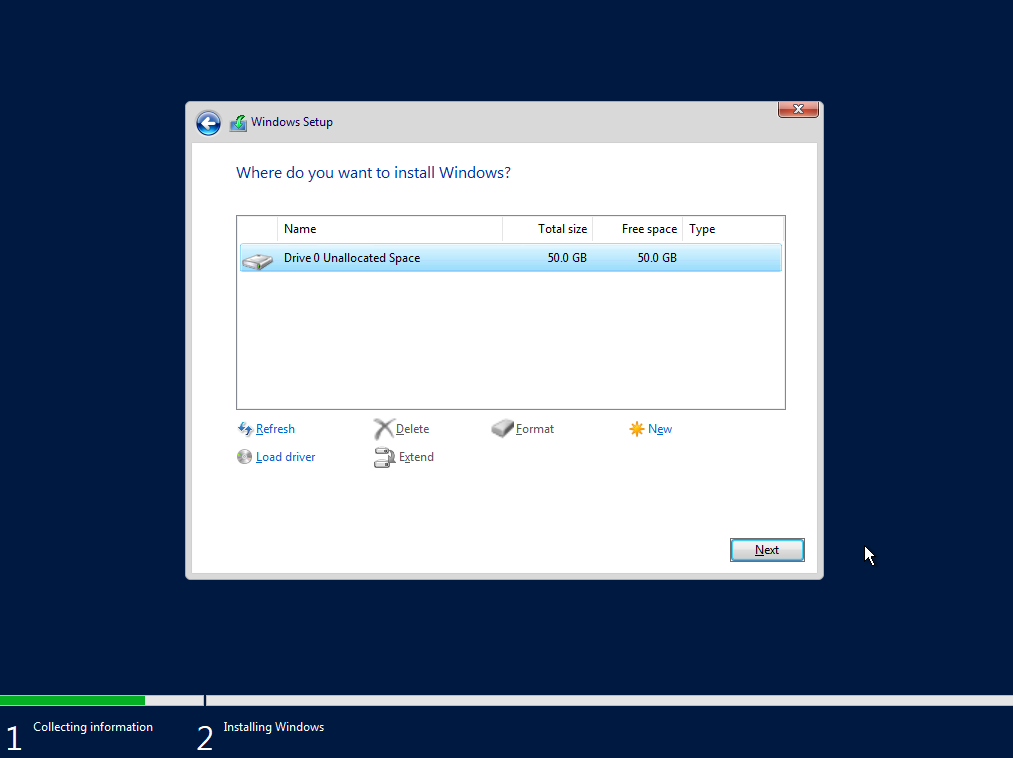 Windows Setup
Where do you want to install Windows?
Name Total size Free space Type
Drive 0 Unallocated Space 50.0 GB 50.0 GB
Refresh Delete Format New
Load driver Extend
Next
1 Collecting information 2 Installing Windows